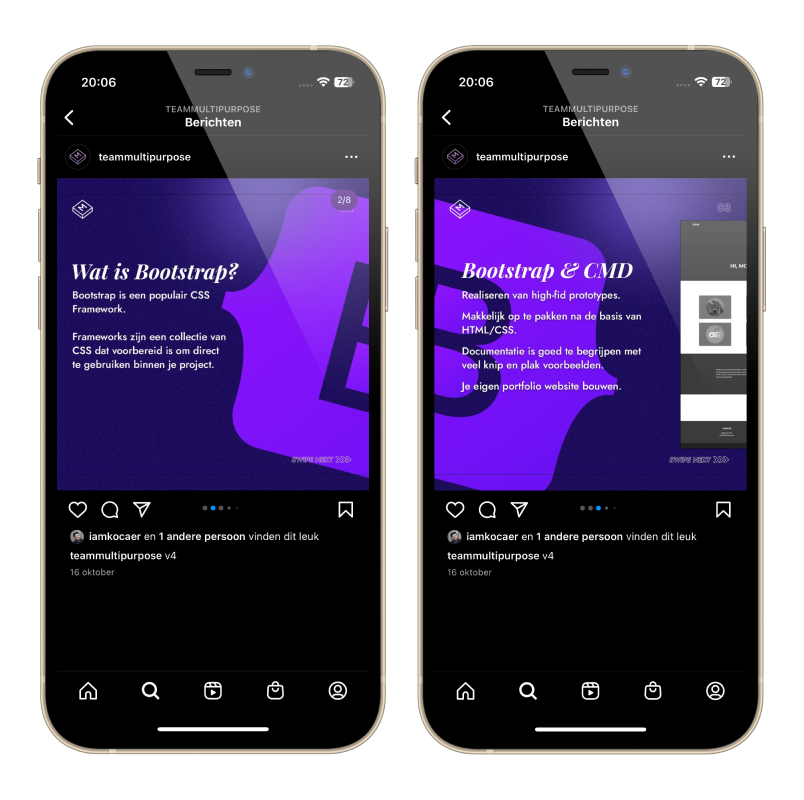 20:06
72
TEAMMULTIPURPOSE
Berichten
teammultipurpose
M
2/8
Wat is Bootstrap?
Bootstrap is een populair CSS
Framework.
Frameworks zijn een collectie van
CSS dat voorbereid is om direct
te gebruiken binnen je project.
SWIPE NEXT
iamkocaer en 1 andere persoon vinden dit leuk
teammultipurpose v4
16 oktober
20:06
72
TEAMMULTIPURPOSE
Berichten
teammultipurpose
M
03
Bootstrap & CMD
Realiseren van high-fid prototypes.
Makkelijk op te pakken na de basis van
HTML/CSS.
Documentatie is goed te begrijpen met
veel knip en plak voorbeelden.
Je eigen portfolio website bouwen.
B
HI,
SWIPE NEXT
iamkocaer en 1 andere persoon vinden dit leuk
teammultipurpose v4
16 oktober